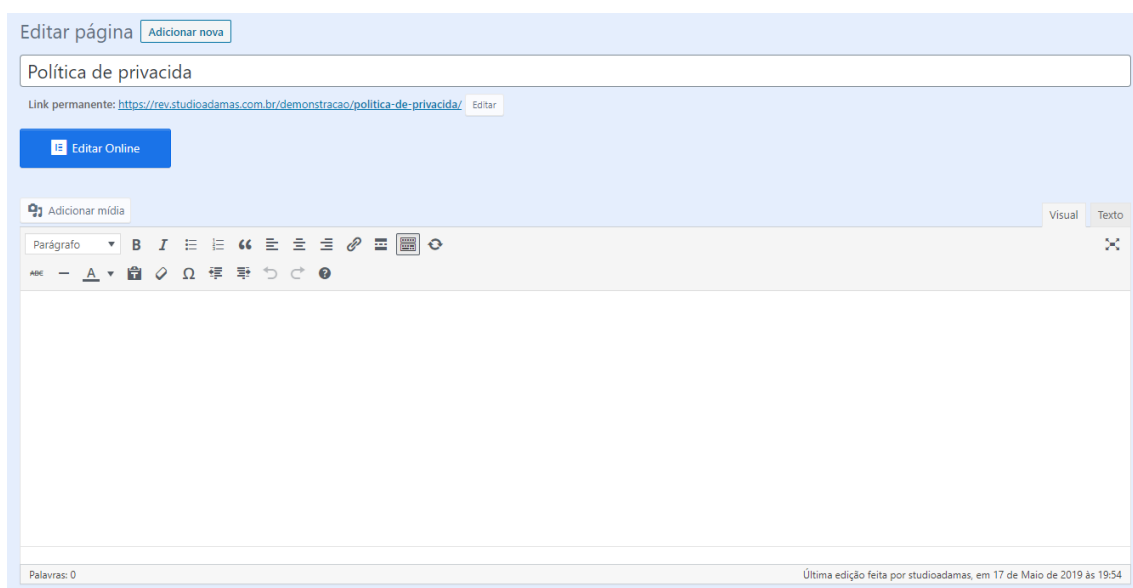 Editar página Adicionar nova
Política de privacida
Link permanente: https://rev.studioadamas.com.br/demonstracao/politica-de-privacida/ Editar
Editar Online
Adicionar mídia
Visual Texto
Parágrafo B I
ABC A Ω
Palavras: 0 Última edição feita por studioadamas, em 17 de Maio de 2019 às 19:54